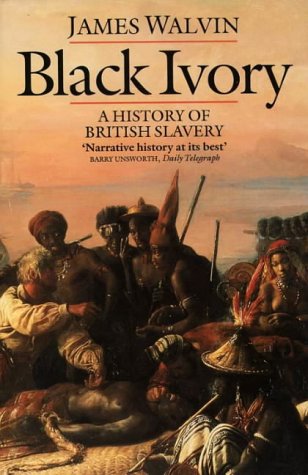 JAMES WALVIN
Black Ivory
A HISTORY OF
BRITISH SLAVERY
‘Narrative history at its best’
BARRY UNSWORTH, Daily Telegraph